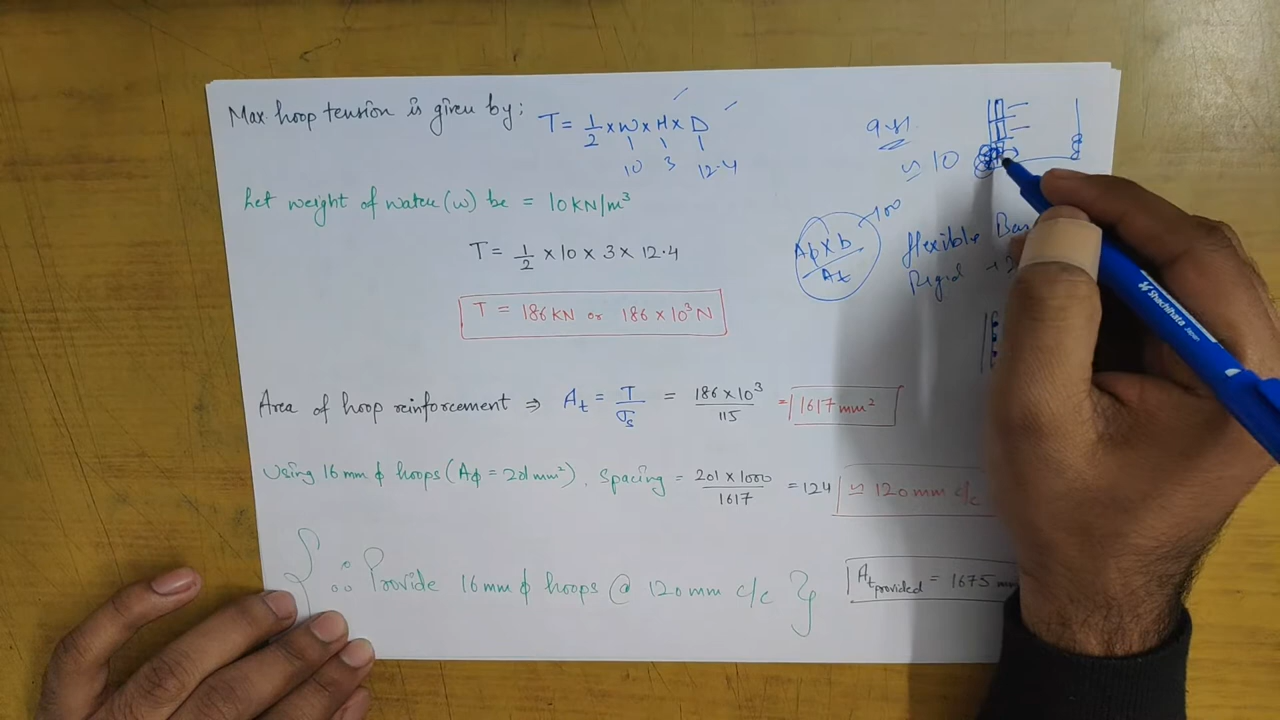 Max hoop tension is given by; T = 1/2 × W × H × D
10 3 12.4
Let weight of water (w) be = 10 KN/m³
T = 1/2 × 10 × 3 × 12.4
T = 186 KN or 186 × 10³ N
Area of hoop reinforcement ⇒ At = T/σs = 186 × 10³/115 = 1617 mm²
Using 16 mm ϕ hoops (Aϕ = 201 mm²), Spacing = 201 × 1000/1617 = 124 ≃ 120 mm c/c
∴ Provide 16 mm ϕ hoops @ 120 mm c/c
At provided = 1675
≃ 10
Aϕ × b/At
100
flexible
Rigid
Shachihata
Japan